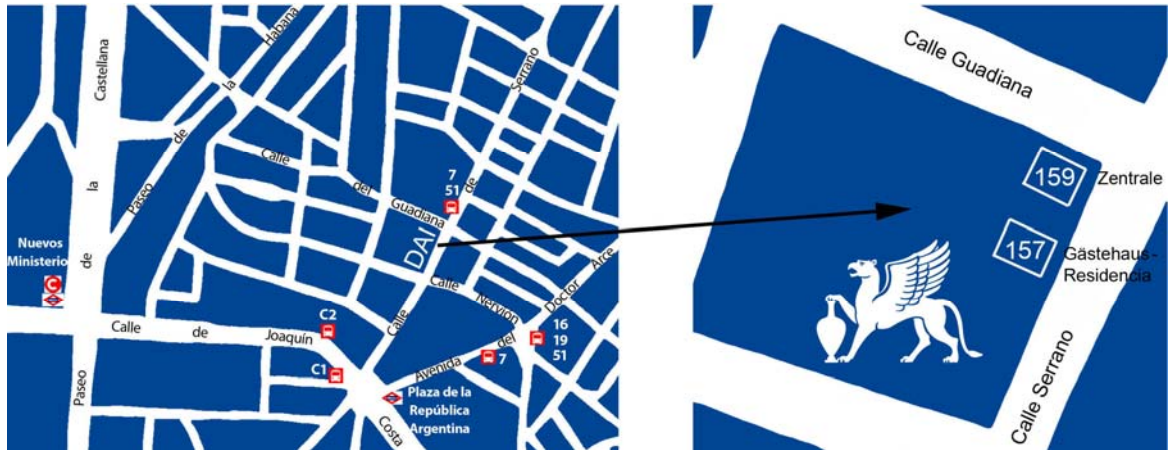 Castellana
la
de
Paseo
Paseo
de
la
Habana
Serrano
de
Calle
Calle
del
Guadiana
7
51
DAI
Nuevos
Ministerio
C
Calle
Nervion
Doctor
Arce
Avenida
del
16
19
51
7
Calle
de
Joaquín
Costa
C2
C1
Plaza de la
República
Argentina
Calle Guadiana
159
Zentrale
157
Gästehaus-
Residencia
Calle Serrano